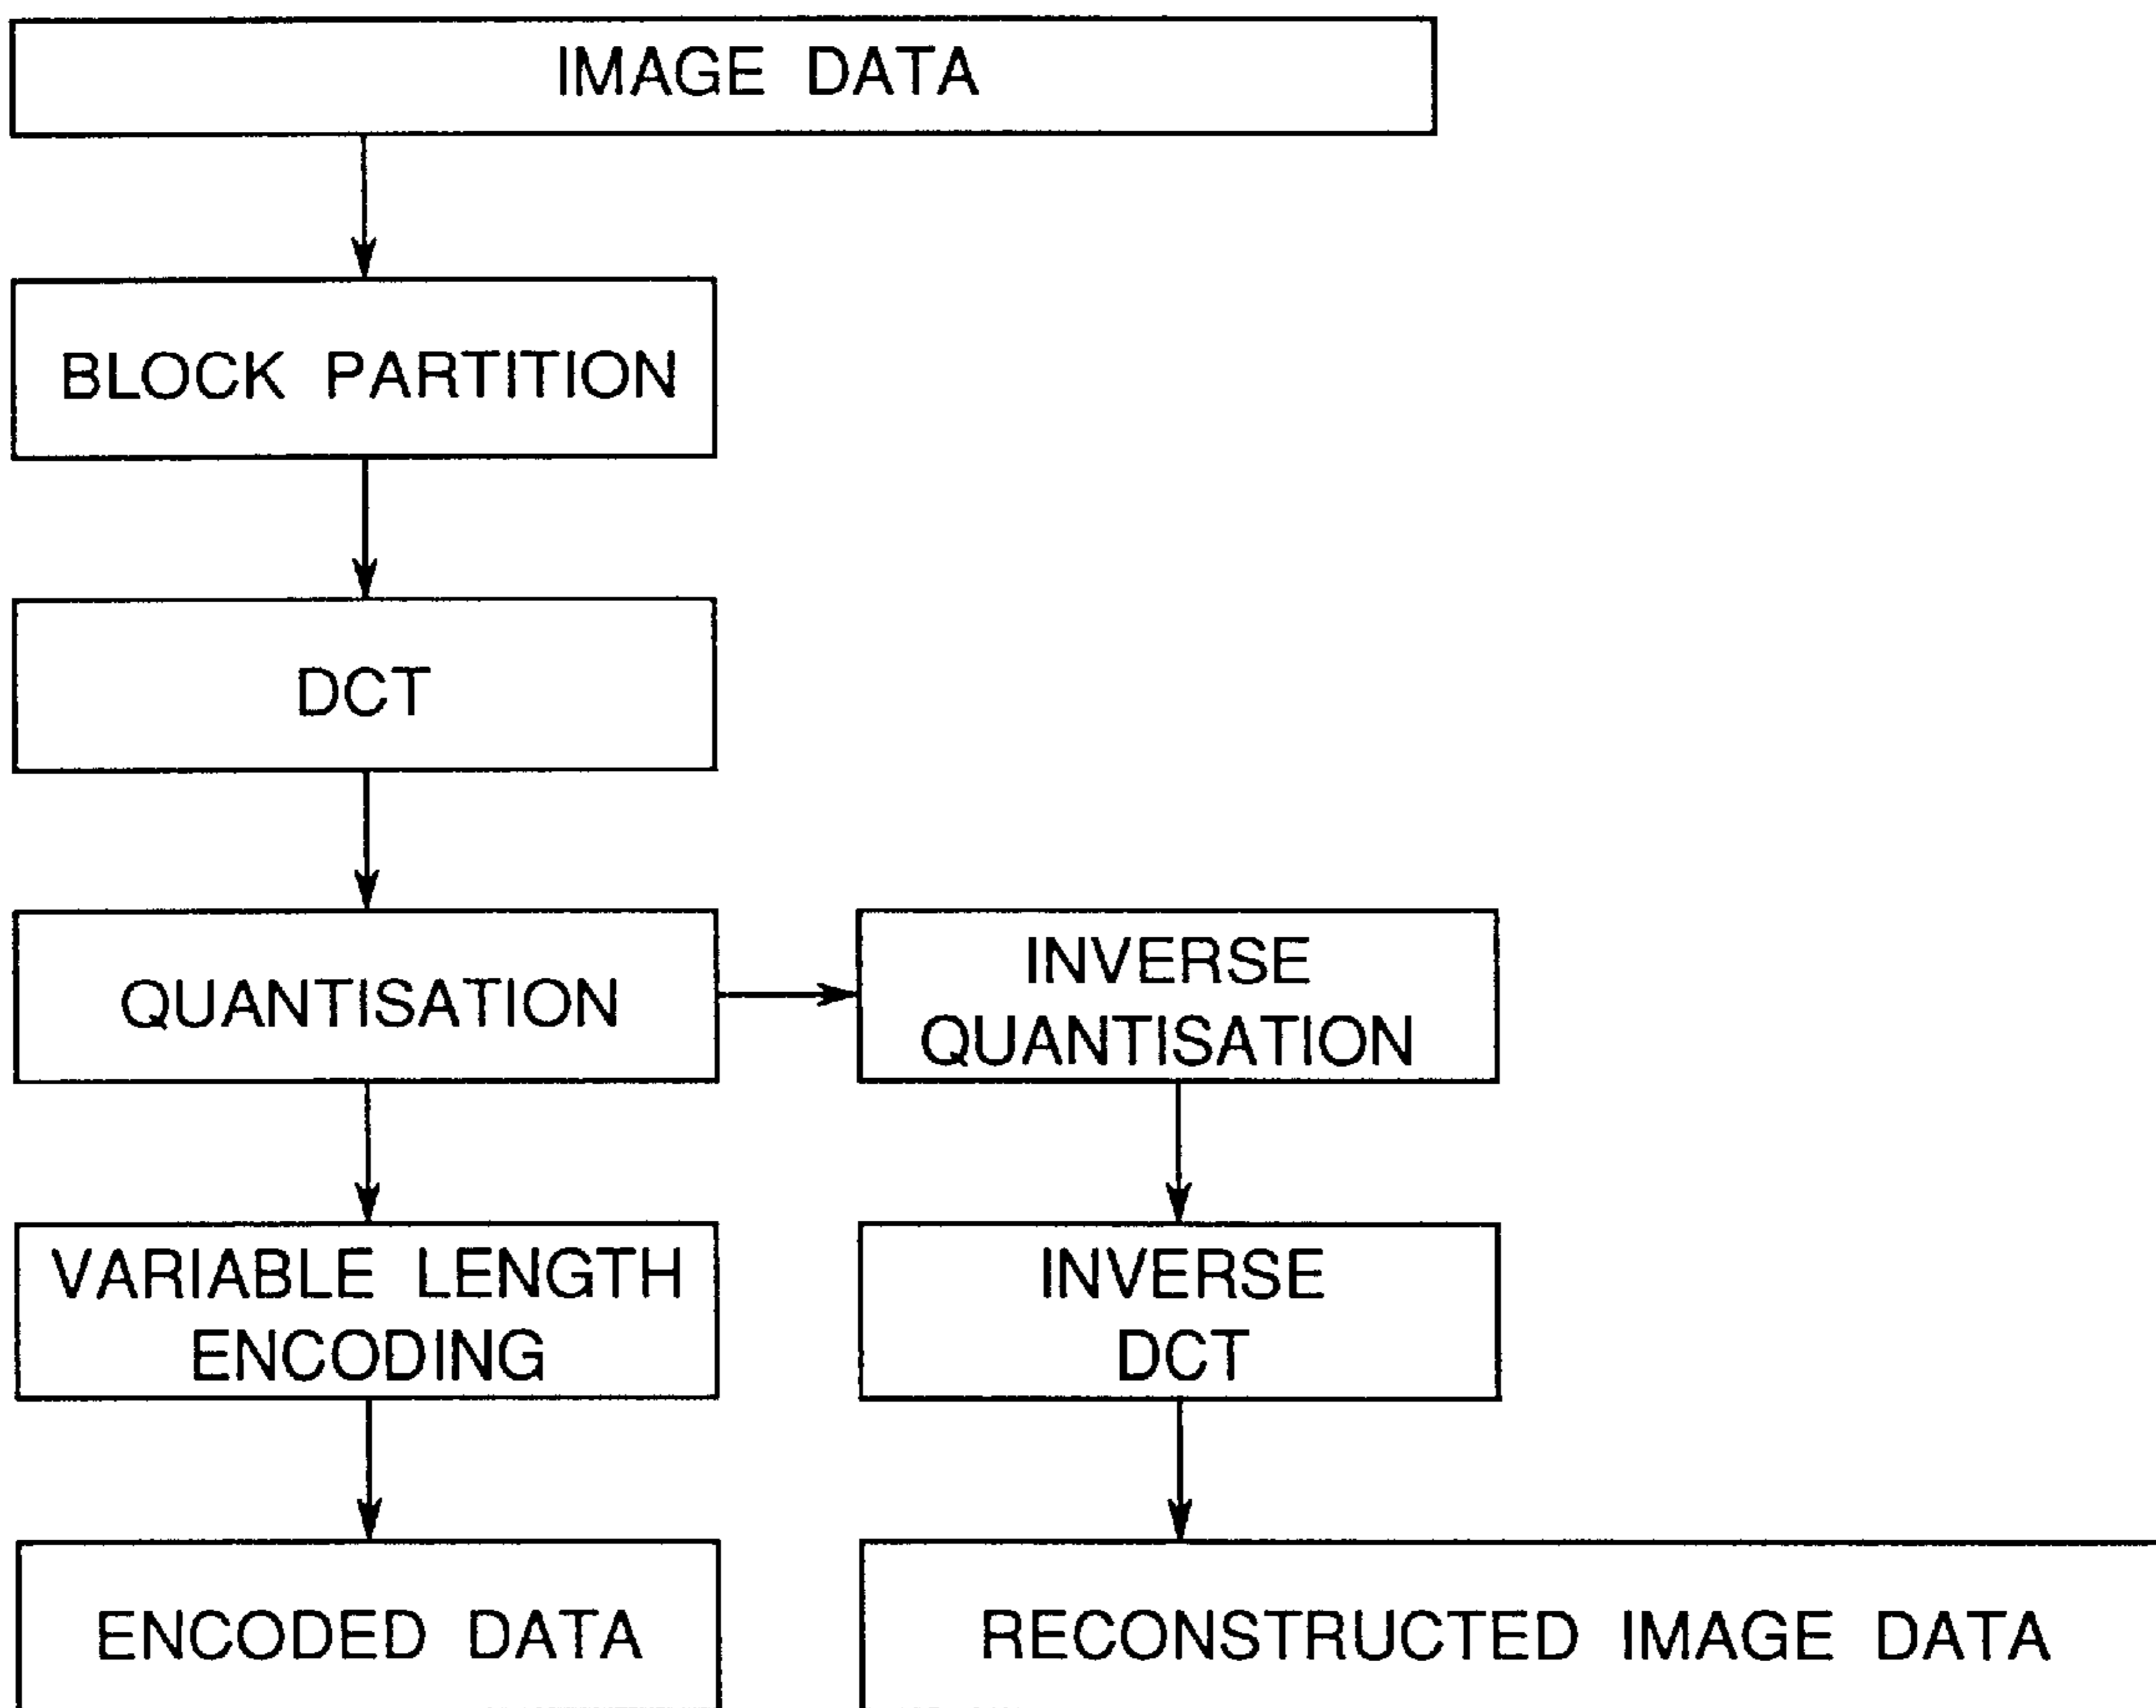 IMAGE DATA
BLOCK PARTITION
DCT
QUANTISATION
INVERSE
QUANTISATION
VARIABLE LENGTH
ENCODING
INVERSE
DCT
ENCODED DATA
RECONSTRUCTED IMAGE DATA